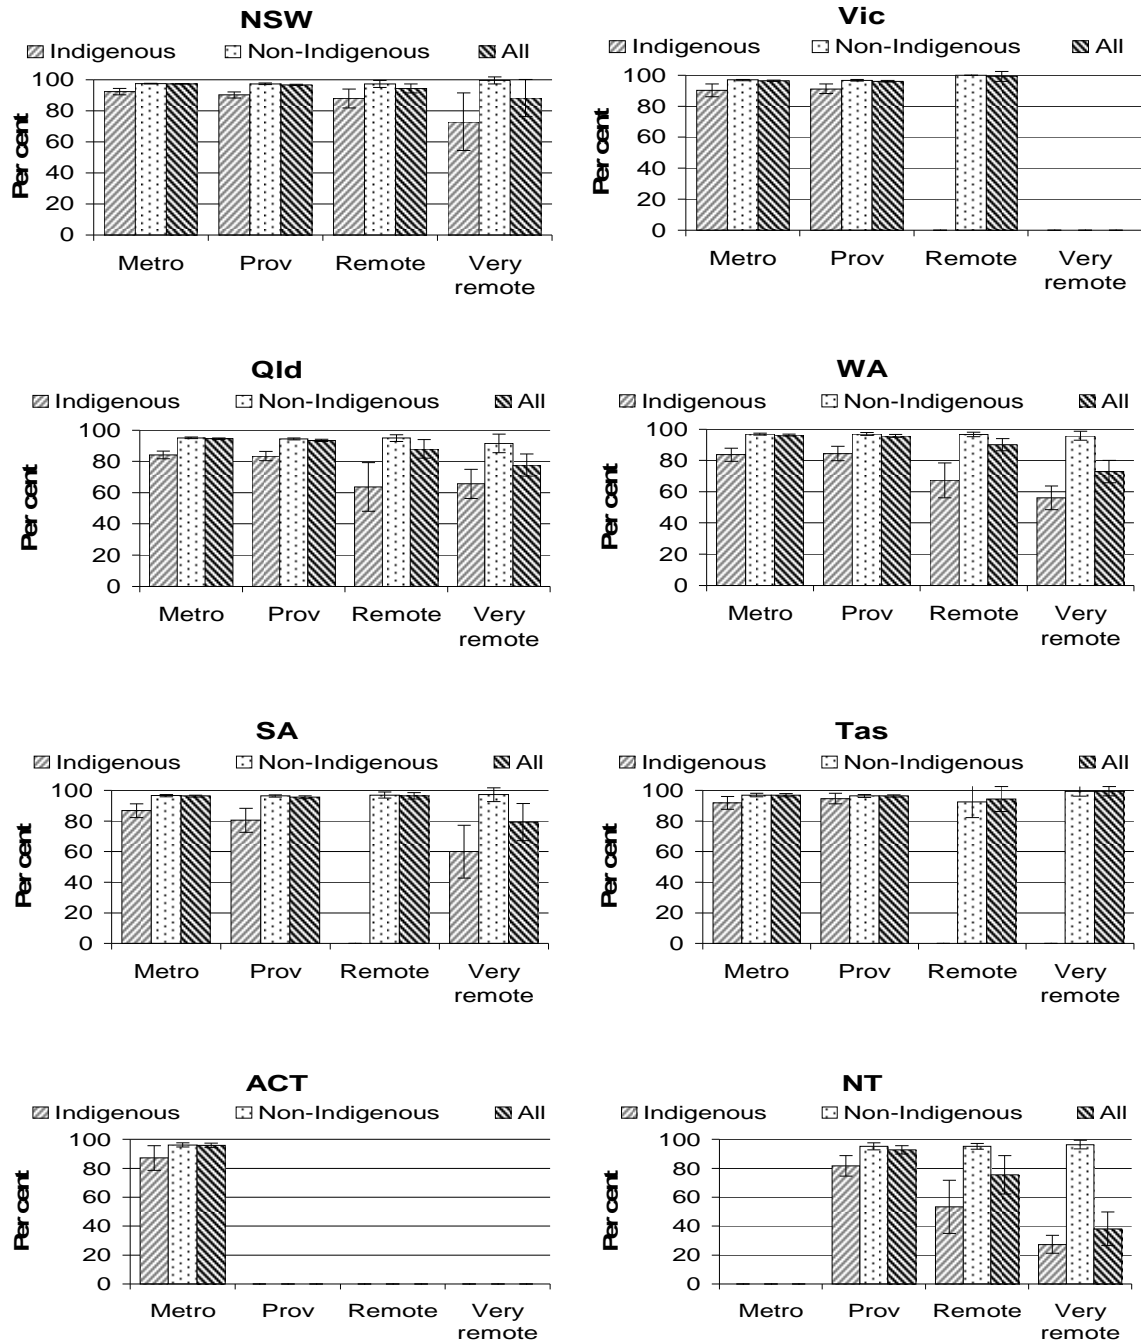 NSW
Indigenous Non-Indigenous All
Per cent
100
80
60
40
20
0
Metro Prov Remote Very
remote
Vic
Indigenous Non-Indigenous All
Per cent
100
80
60
40
20
0
Metro Prov Remote Very
remote
Qld
Indigenous Non-Indigenous All
Per cent
100
80
60
40
20
0
Metro Prov Remote Very
remote
WA
Indigenous Non-Indigenous All
Per cent
100
80
60
40
20
0
Metro Prov Remote Very
remote
SA
Indigenous Non-Indigenous All
Per cent
100
80
60
40
20
0
Metro Prov Remote Very
remote
Tas
Indigenous Non-Indigenous All
Per cent
100
80
60
40
20
0
Metro Prov Remote Very
remote
ACT
Indigenous Non-Indigenous All
Per cent
100
80
60
40
20
0
Metro Prov Remote Very
remote
NT
Indigenous Non-Indigenous All
Per cent
100
80
60
40
20
0
Metro Prov Remote Very
remote